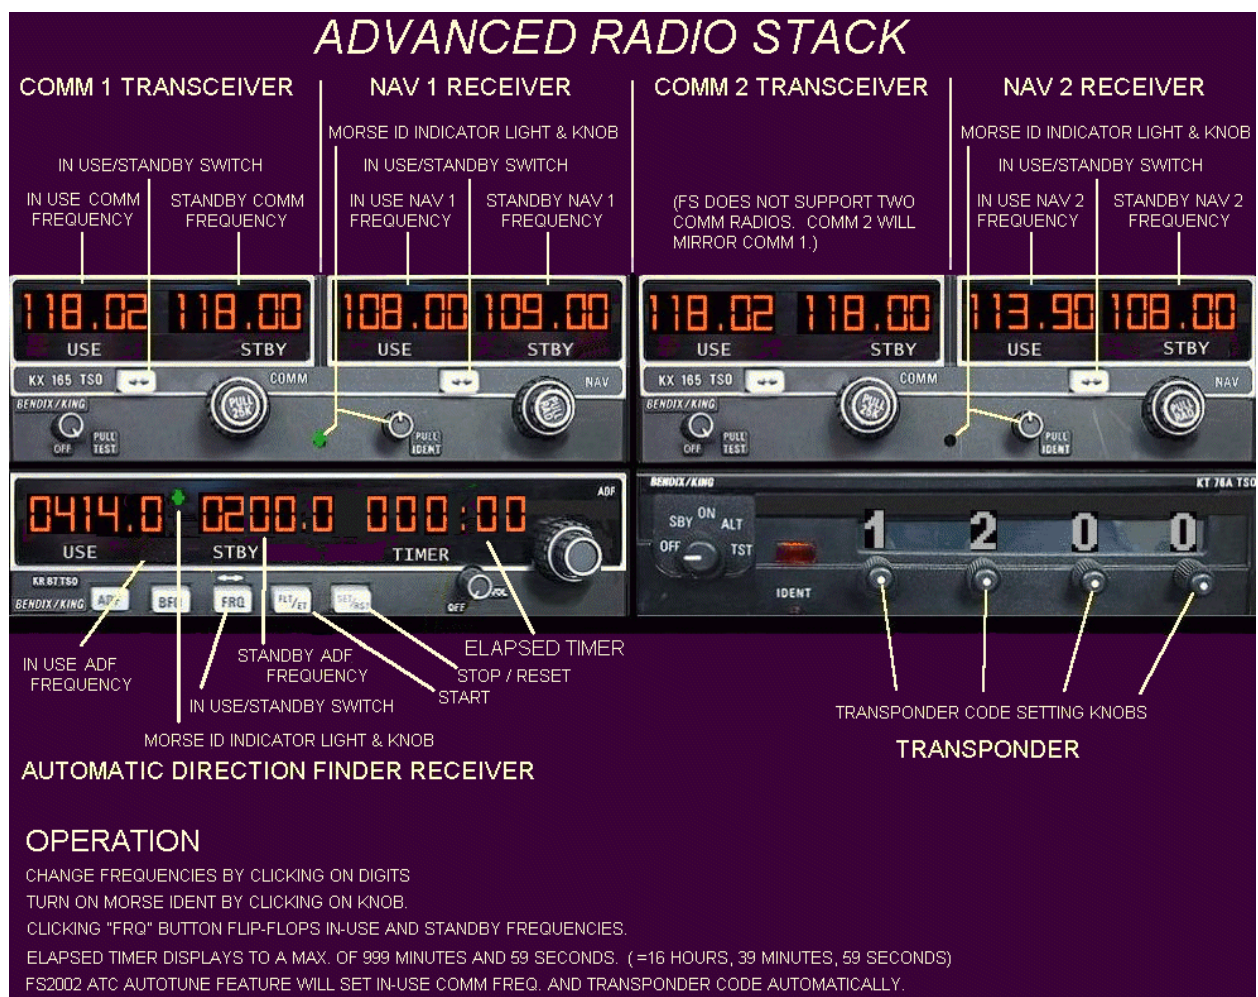 ADVANCED RADIO STACK
COMM 1 TRANSCEIVER
NAV 1 RECEIVER
COMM 2 TRANSCEIVER
NAV 2 RECEIVER
MORSE ID INDICATOR LIGHT & KNOB
MORSE ID INDICATOR LIGHT & KNOB
IN USE/STANDBY SWITCH
IN USE/STANDBY SWITCH
IN USE/STANDBY SWITCH
IN USE COMM
FREQUENCY
STANDBY COMM
FREQUENCY
IN USE NAV 1
FREQUENCY
STANDBY NAV 1
FREQUENCY
(FS DOES NOT SUPPORT TWO
COMM RADIOS. COMM 2 WILL
MIRROR COMM 1.)
IN USE NAV 2
FREQUENCY
STANDBY NAV 2
FREQUENCY
118.02 118.00
USE STBY
108.00 109.00
USE STBY
118.02 118.00
USE STBY
113.90 108.00
USE STBY
KX 165 TSO
COMM
NAV
BENDIX/KING
PULL
25K
PULL
RAD
OFF
PULL
TEST
PULL
IDENT
KX 165 TSO
COMM
NAV
BENDIX/KING
PULL
25K
PULL
RAD
OFF
PULL
TEST
PULL
IDENT
0414.0 0200.0 000:00
ADF
USE STBY TIMER
KR 87 TSO
BENDIX/KING
ADF
BFO
FRQ
FLT/ET
SET/RST
OFF
VOL
BENDIX/KING
KT 76A TSO
OFF SBY ON ALT TST
IDENT
1 2 0 0
IN USE ADF
FREQUENCY
STANDBY ADF
FREQUENCY
ELAPSED TIMER
STOP / RESET
START
IN USE/STANDBY SWITCH
MORSE ID INDICATOR LIGHT & KNOB
AUTOMATIC DIRECTION FINDER RECEIVER
TRANSPONDER CODE SETTING KNOBS
TRANSPONDER
OPERATION
CHANGE FREQUENCIES BY CLICKING ON DIGITS
TURN ON MORSE IDENT BY CLICKING ON KNOB.
CLICKING "FRQ" BUTTON FLIP-FLOPS IN-USE AND STANDBY FREQUENCIES.
ELAPSED TIMER DISPLAYS TO A MAX. OF 999 MINUTES AND 59 SECONDS. (=16 HOURS, 39 MINUTES, 59 SECONDS)
FS2002 ATC AUTOTUNE FEATURE WILL SET IN-USE COMM FREQ. AND TRANSPONDER CODE AUTOMATICALLY.